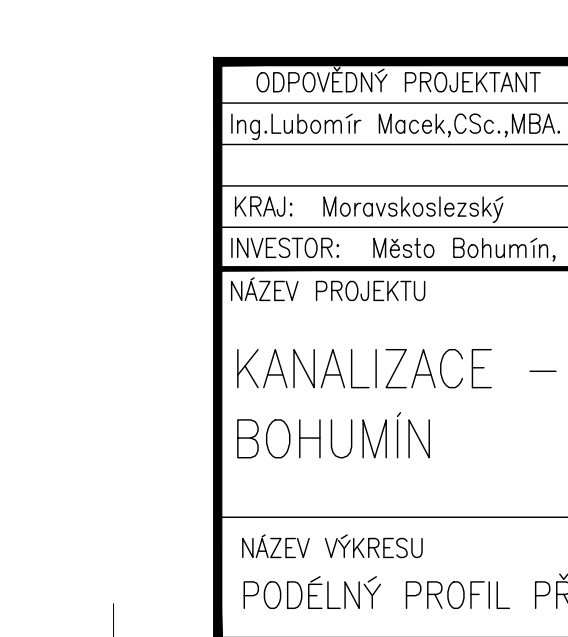 ODPOVĚDNÝ PROJEKTANT
Ing.Lubomír Macek,CSc.,MBA.
KRAJ: Moravskoslezský
INVESTOR: Město Bohumín,
NÁZEV PROJEKTU
KANALIZACE –
BOHUMÍN
NÁZEV VÝKRESU
PODÉLNÝ PROFIL PŘ